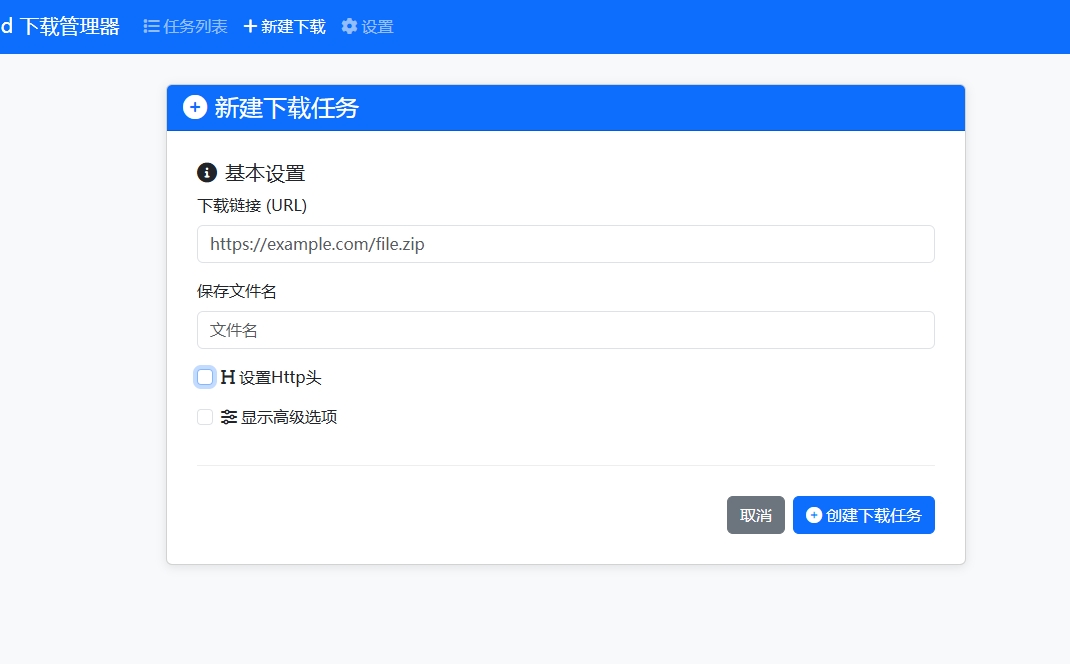 d 下载管理器 任务列表 新建下载 设置
新建下载任务
基本设置
下载链接 (URL)
https://example.com/file.zip
保存文件名
文件名
设置Http头
显示高级选项
取消 创建下载任务